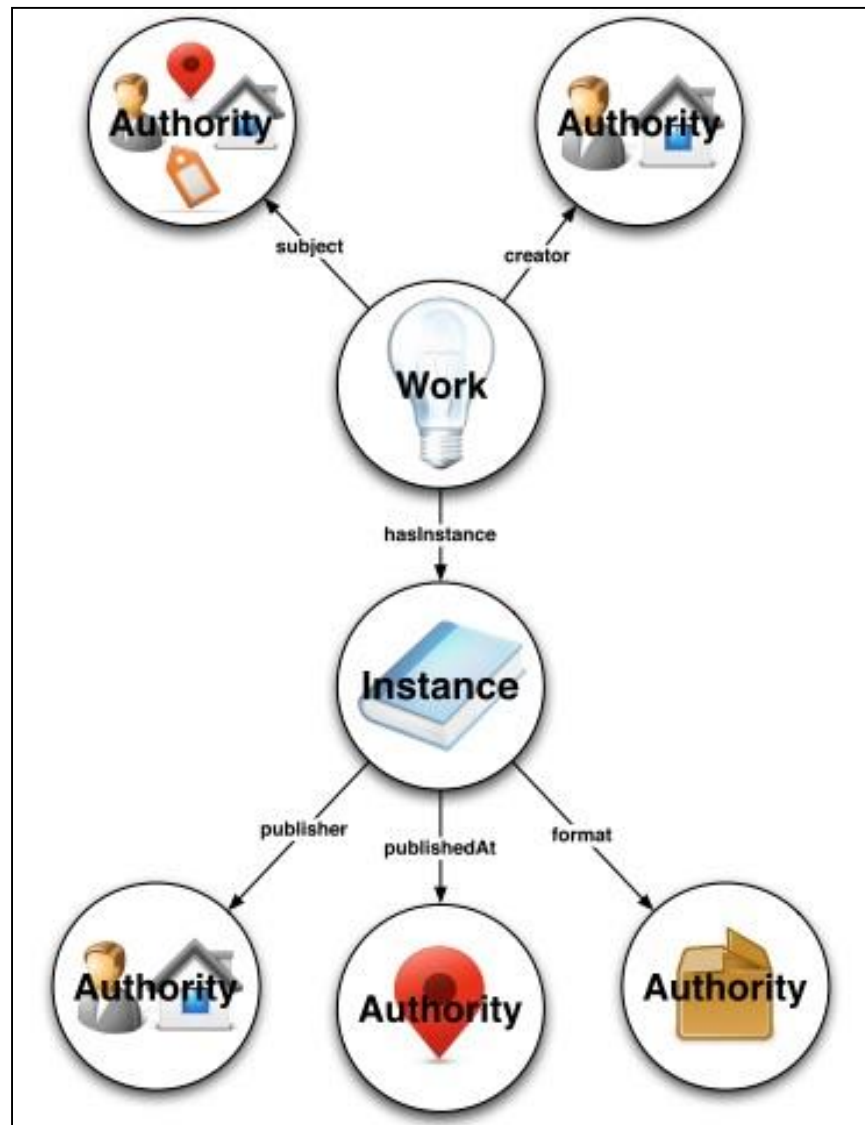 Authority
Authority
subject
creator
Work
hasInstance
Instance
publisher
publishedAt
format
Authority
Authority
Authority